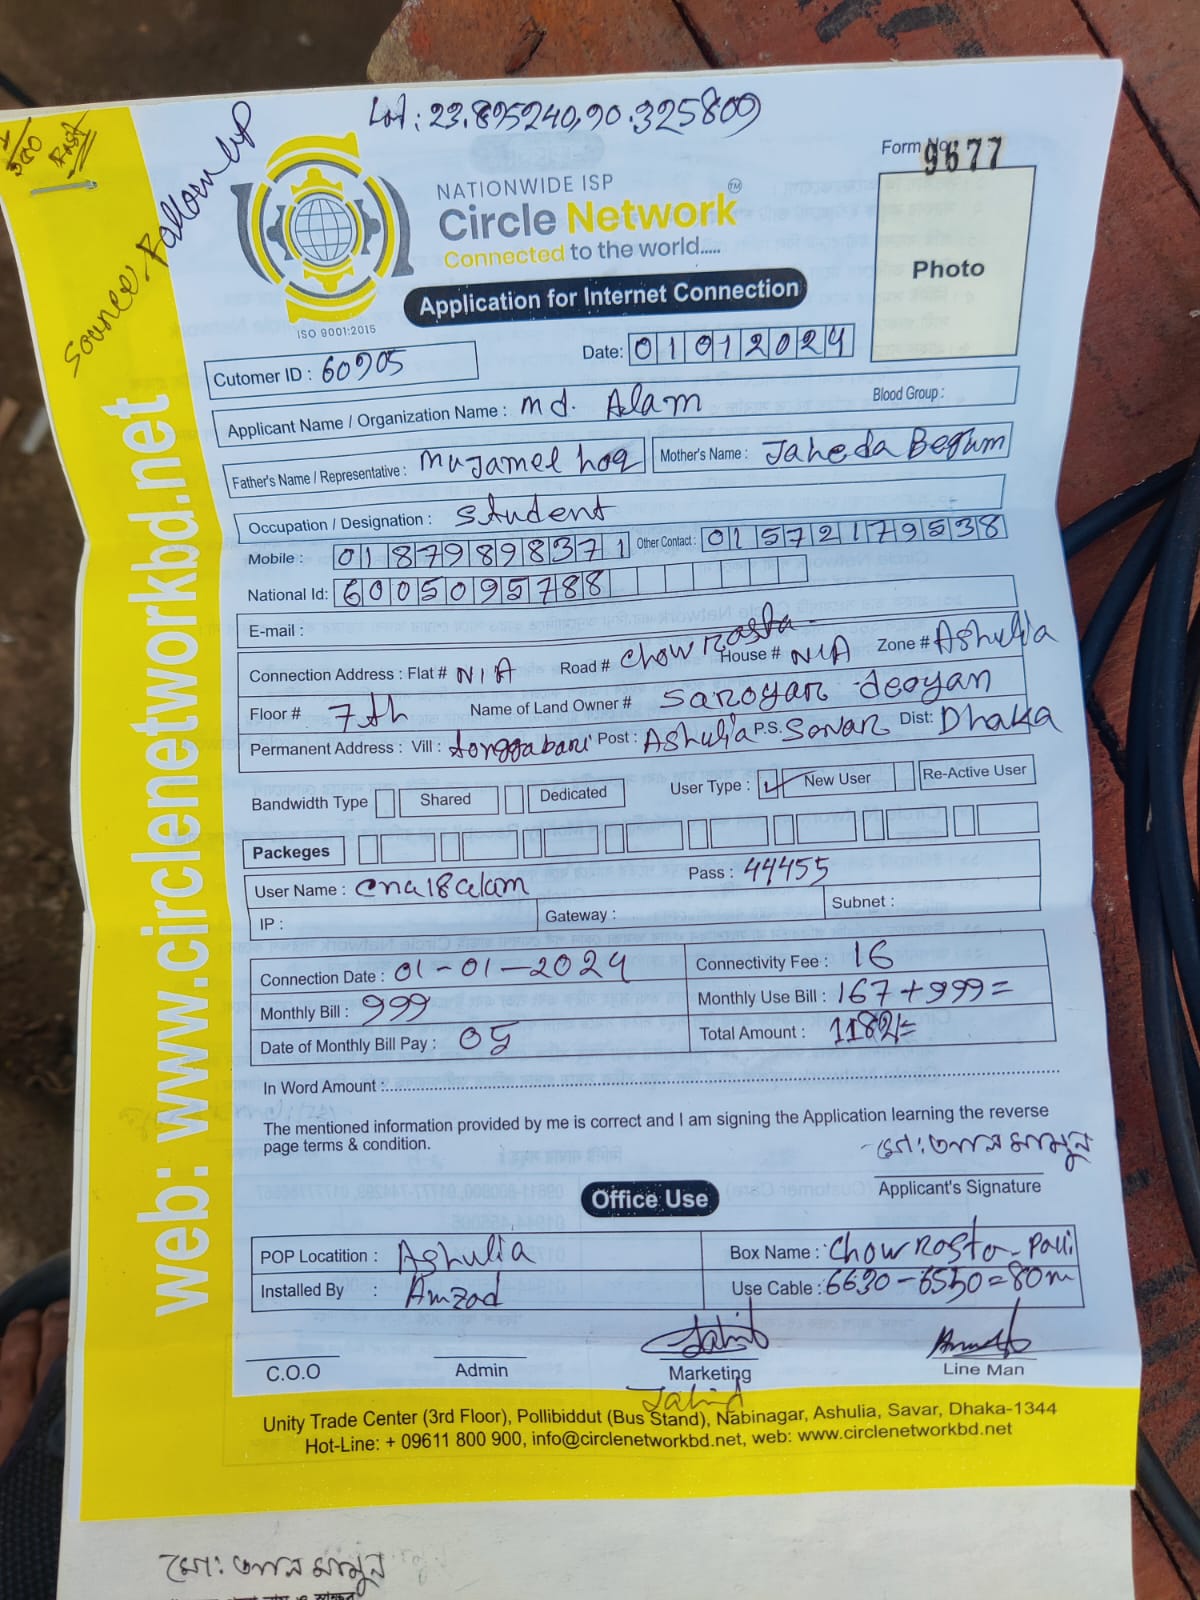 Lat: 23.895240,90.325809
Form No. 9677
NATIONWIDE ISP
Circle Network TM
Connected to the world.....
Application for Internet Connection
ISO 9001:2015
Photo
web: www.circlenetworkbd.net
Cutomer ID : 60905
Date: 01012024
Applicant Name / Organization Name : Md. Alam
Blood Group :
Father's Name / Representative : Mujamel hoq
Mother's Name : Jaheda Begum
Occupation / Designation : Student
Mobile : 01879898371 Other Contact : 01572179538
National Id: 6005095788
E-mail :
Connection Address : Flat # N/A Road # Chow rasta House # N/A Zone # Ashulia
Floor # 7th Name of Land Owner # Saroyar deoyan
Permanent Address : Vill : tonggabari Post : Ashulia P.S. Savar Dist: Dhaka
Bandwidth Type Shared Dedicated User Type : New User Re-Active User
Packeges
User Name : cna18alam Pass : 44455
IP : Gateway : Subnet :
Connection Date : 01-01-2024 Connectivity Fee : 16
Monthly Bill : 999 Monthly Use Bill : 167+999=
Date of Monthly Bill Pay : 05 Total Amount : 1182/=
In Word Amount :
The mentioned information provided by me is correct and I am signing the Application learning the reverse
page terms & condition.
Applicant's Signature
Office Use
POP Locatition : Ashulia Box Name : Chowrasta-Palli
Installed By : Amzad Use Cable : 6630-6550=80m
C.O.O Admin Marketing Line Man
Jahid
Unity Trade Center (3rd Floor), Pollibiddut (Bus Stand), Nabinagar, Ashulia, Savar, Dhaka-1344
Hot-Line: + 09611 800 900, info@circlenetworkbd.net, web: www.circlenetworkbd.net